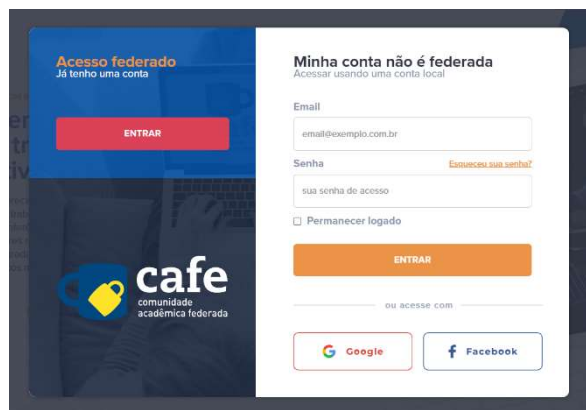 Acesso federado
Já tenho uma conta
ENTRAR
cafe
comunidade
acadêmica federada
Minha conta não é federada
Acessar usando uma conta local
Email
email@exemplo.com.br
Senha
Esqueceu sua senha?
sua senha de acesso
Permanecer logado
ENTRAR
ou acesse com
Google
Facebook